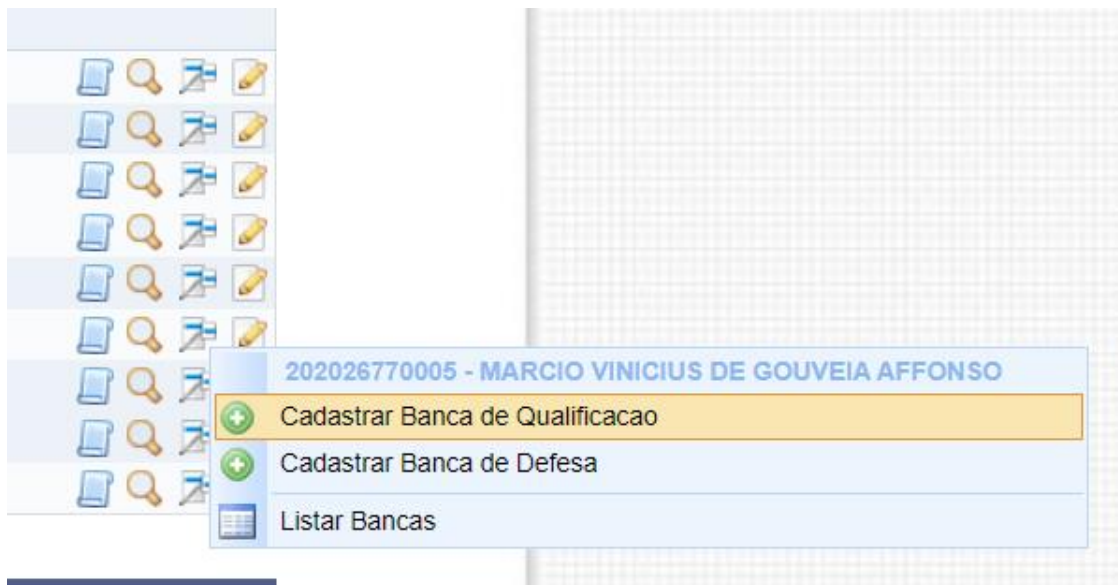 202026770005 - MARCIO VINICIUS DE GOUVEIA AFFONSO
Cadastrar Banca de Qualificacao
Cadastrar Banca de Defesa
Listar Bancas